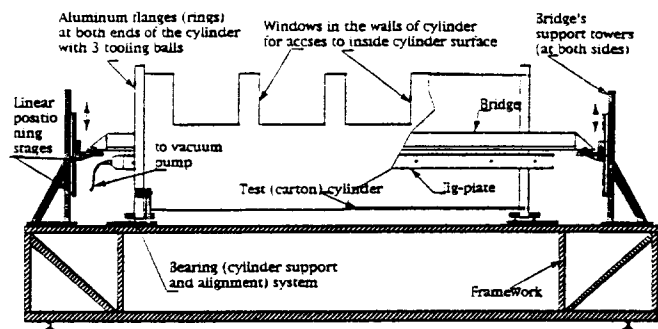 Aluminum flanges (rings)
at both ends of the cylinder
with 3 tooling balls
Windows in the walls of cylinder
for accses to inside cylinder surface
Bridge's
support towers
(at both sides)
Linear
positio
ning
stages
Bridge
to vacuum
pump
Test (carton) cylinder
Jig-plate
Bearing (cylinder support
and alignment) system
Framework